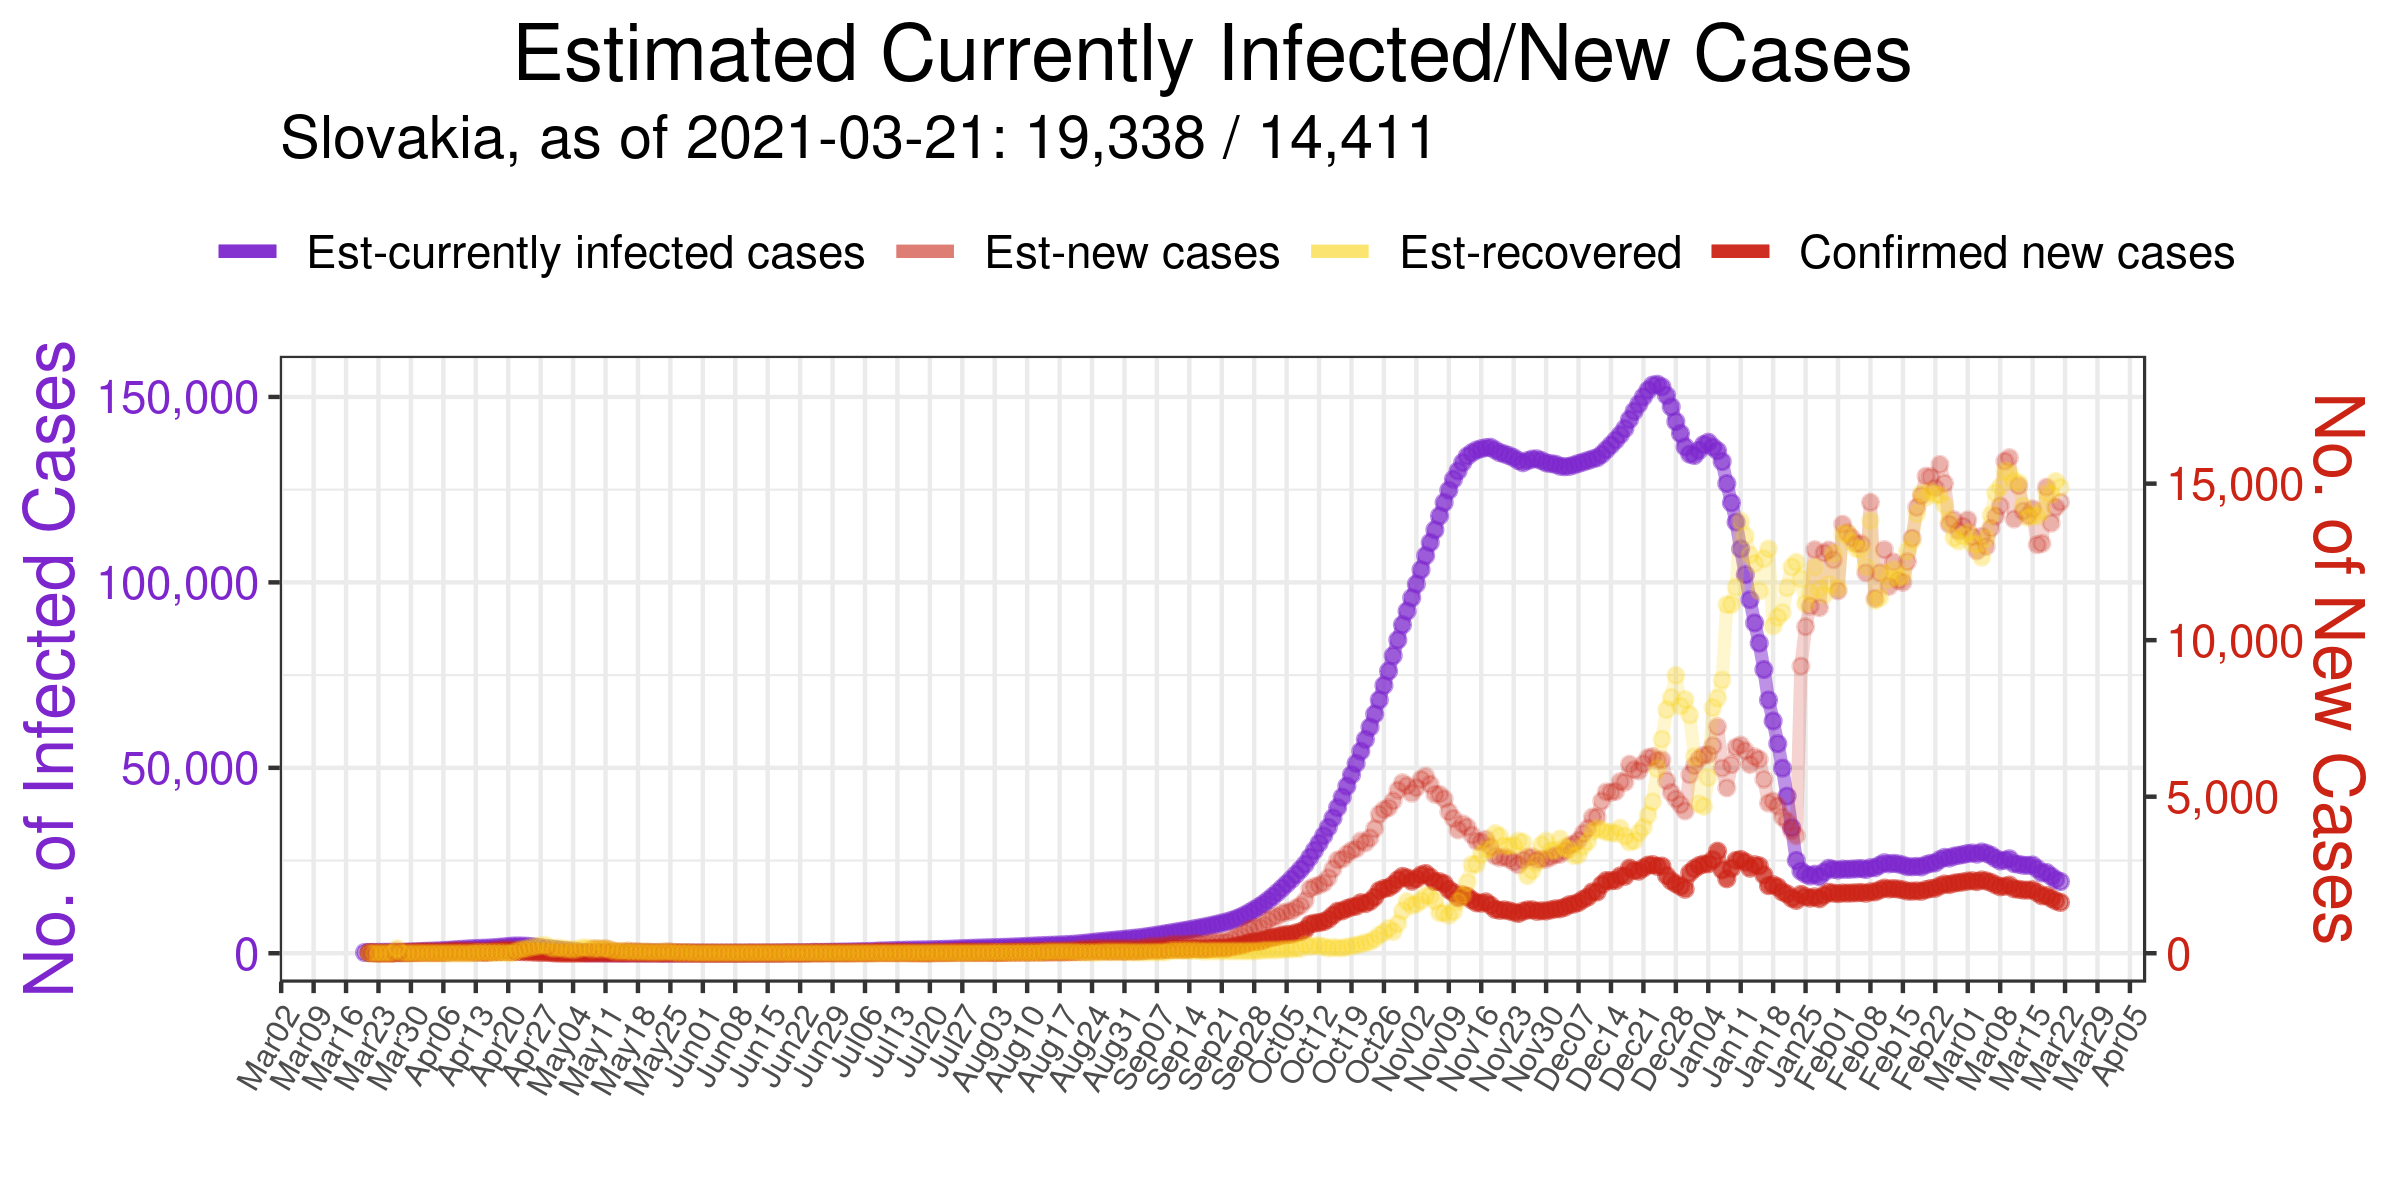 Estimated Currently Infected/New Cases
Slovakia, as of 2021-03-21: 19,338 / 14,411
Est-currently infected cases Est-new cases Est-recovered Confirmed new cases
No. of Infected Cases
150,000
100,000
50,000
0
No. of New Cases
15,000
10,000
5,000
0
Mar02 Mar09 Mar16 Mar23 Mar30 Apr06 Apr13 Apr20 Apr27 May04 May11 May18 May25 Jun01 Jun08 Jun15 Jun22 Jun29 Jul06 Jul13 Jul20 Jul27 Aug03 Aug10 Aug17 Aug24 Aug31 Sep07 Sep14 Sep21 Sep28 Oct05 Oct12 Oct19 Oct26 Nov02 Nov09 Nov16 Nov23 Nov30 Dec07 Dec14 Dec21 Dec28 Jan04 Jan11 Jan18 Jan25 Feb01 Feb08 Feb15 Feb22 Mar01 Mar08 Mar15 Mar22 Mar29 Apr05